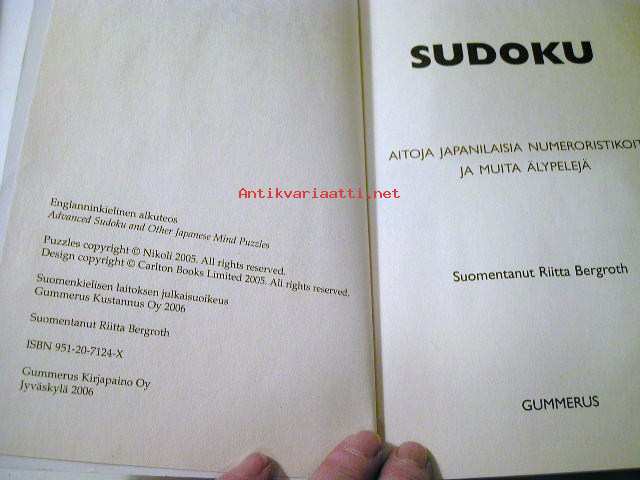 Englanninkielinen alkuteos
Advanced Sudoku and Other Japanese Mind Puzzles
Puzzles copyright © Nikoli 2005. All rights reserved.
Design copyright © Carlton Books Limited 2005. All rights reserved.
Suomenkielisen laitoksen julkaisuoikeus
Gummerus Kustannus Oy 2006
Suomentanut Riitta Bergroth
ISBN 951-20-7124-X
Gummerus Kirjapaino Oy
Jyväskylä 2006
SUDOKU
AITOJA JAPANILAISIA NUMERORISTIKOIT
JA MUITA ÄLYPELEJÄ
Antikvariaatti.net
Suomentanut Riitta Bergroth
GUMMERUS